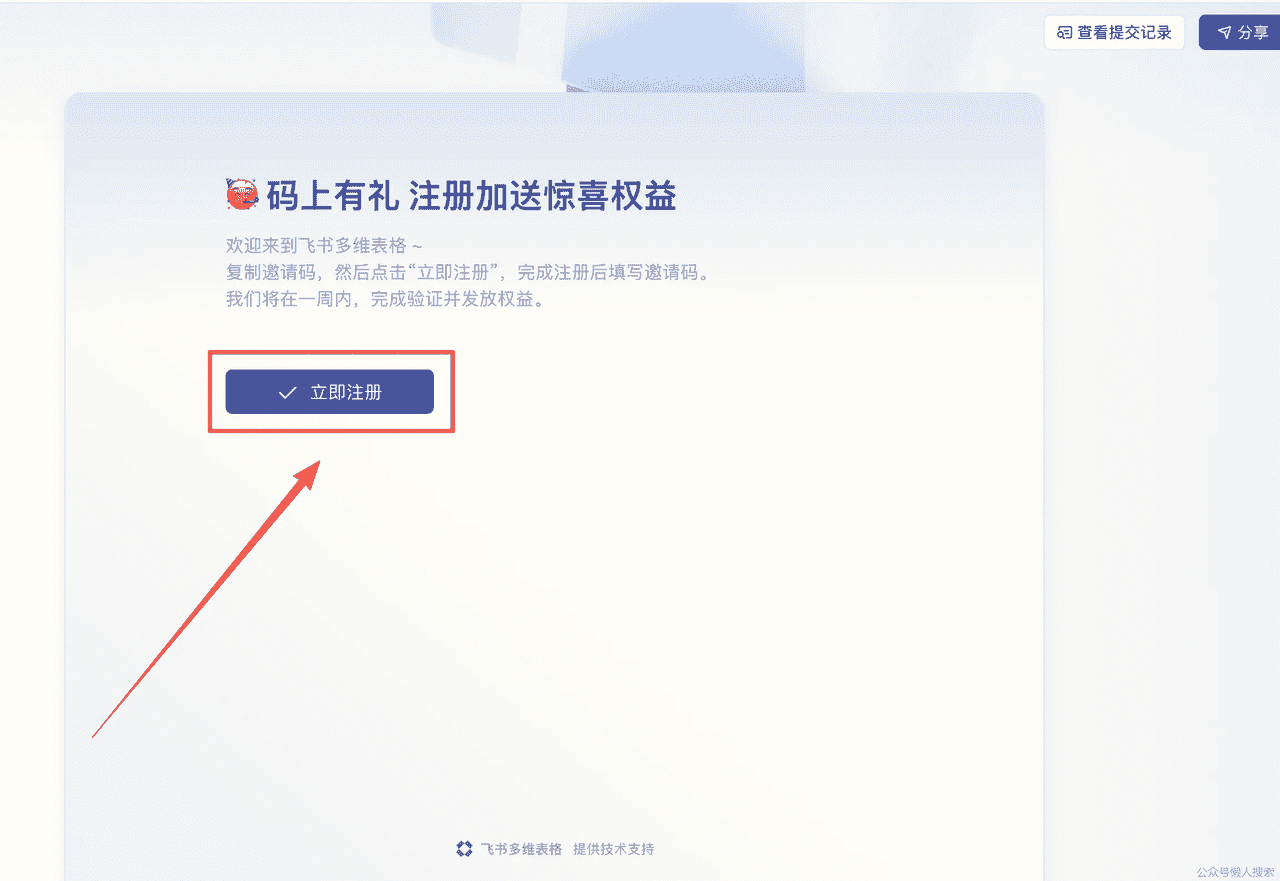 查看提交记录
分享
码上有礼 注册加送惊喜权益
欢迎来到飞书多维表格 ~
复制邀请码，然后点击“立即注册”，完成注册后填写邀请码。
我们将在一周内，完成验证并发放权益。
立即注册
飞书多维表格 提供技术支持
公众号懒人搜索